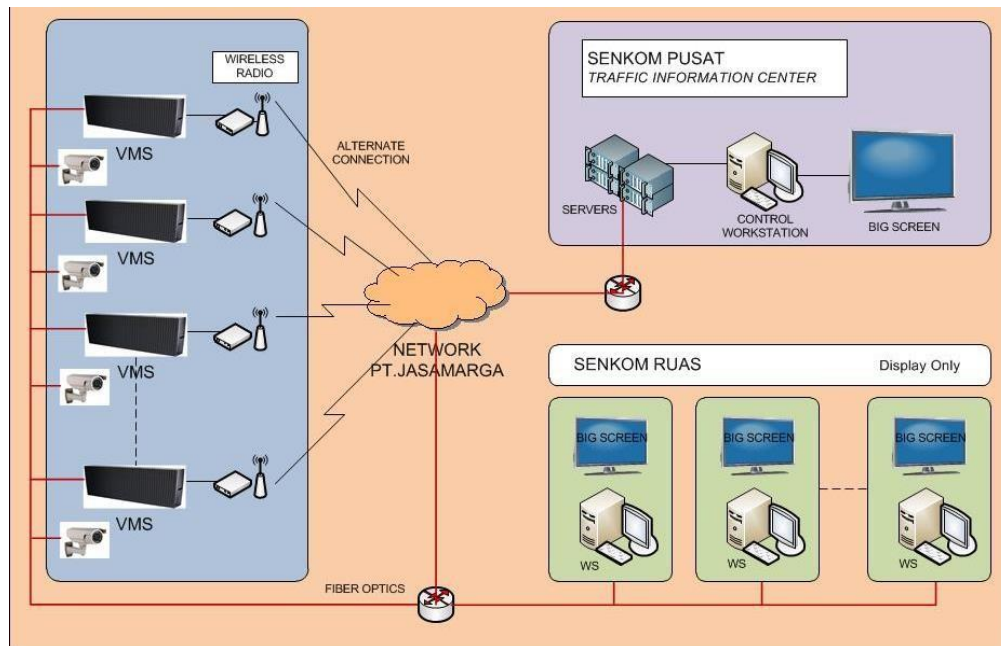 WIRELESS
RADIO
VMS
VMS
VMS
VMS
ALTERNATE
CONNECTION
NETWORK
PT.JASAMARGA
FIBER OPTICS
SENKOM PUSAT
TRAFFIC INFORMATION CENTER
SERVERS
CONTROL
WORKSTATION
BIG SCREEN
SENKOM RUAS
Display Only
BIG SCREEN
WS
BIG SCREEN
WS
BIG SCREEN
WS